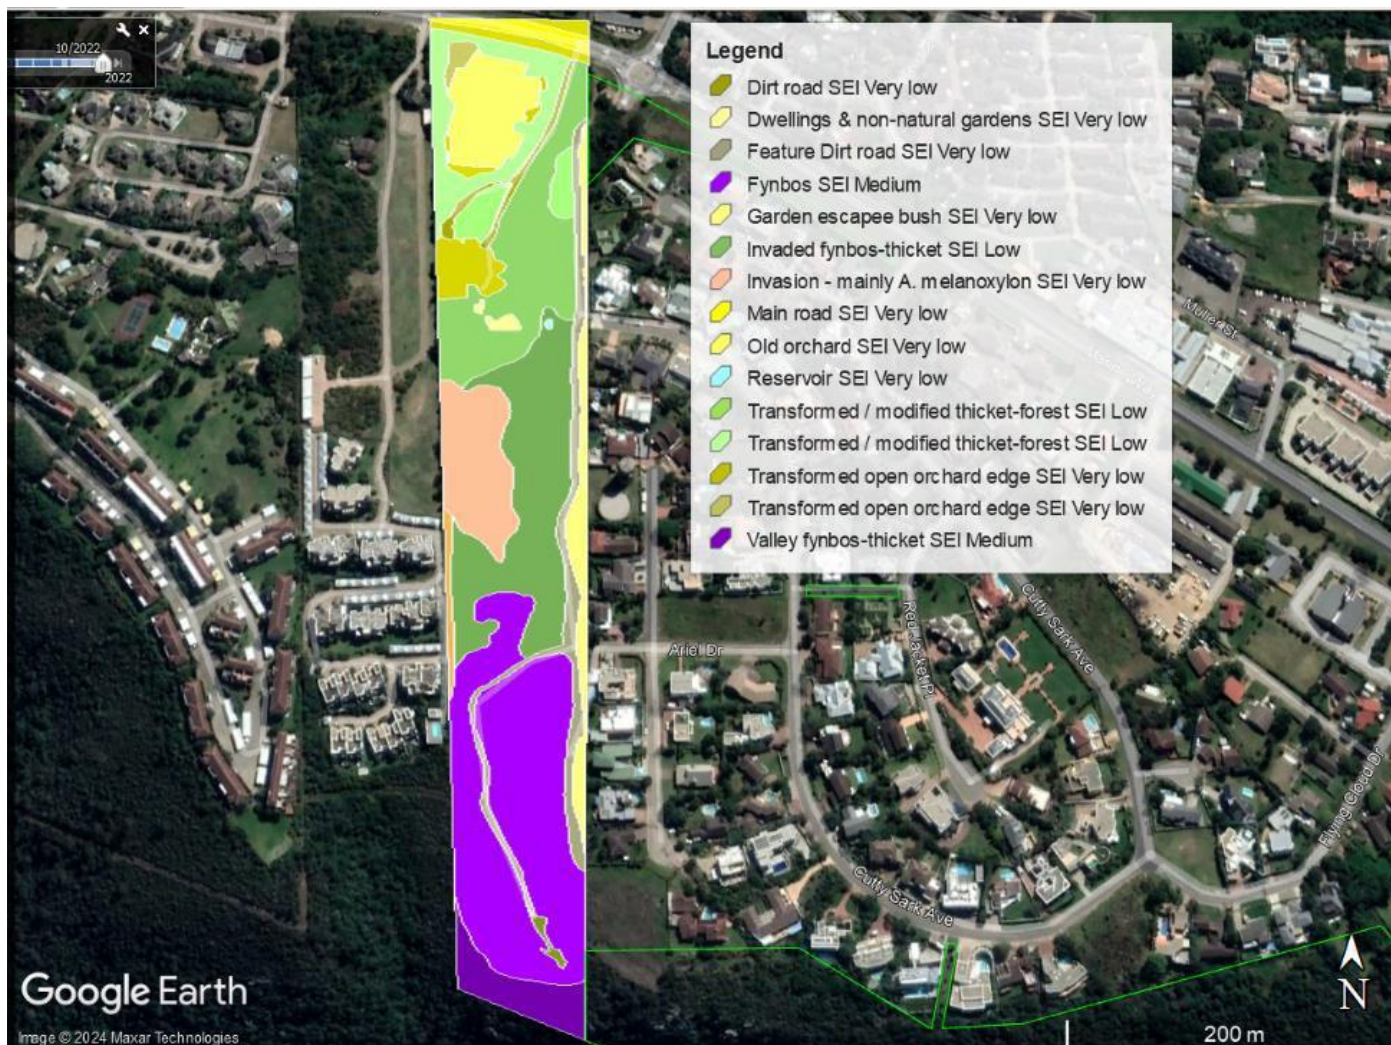 10/2022
2022
Legend
Dirt road SEI Very low
Dwellings & non-natural gardens SEI Very low
Feature Dirt road SEI Very low
Fynbos SEI Medium
Garden escapee bush SEI Very low
Invaded fynbos-thicket SEI Low
Invasion - mainly A. melanoxylon SEI Very low
Main road SEI Very low
Old orchard SEI Very low
Reservoir SEI Very low
Transformed / modified thicket-forest SEI Low
Transformed / modified thicket-forest SEI Low
Transformed open orchard edge SEI Very low
Transformed open orchard edge SEI Very low
Valley fynbos-thicket SEI Medium
Muller St
Cutty Sark Ave
Red Jacket Pl
Ariel Dr
Flying Cloud Dr
Cutty Sark Ave
Google Earth
Image © 2024 Maxar Technologies
N
200 m